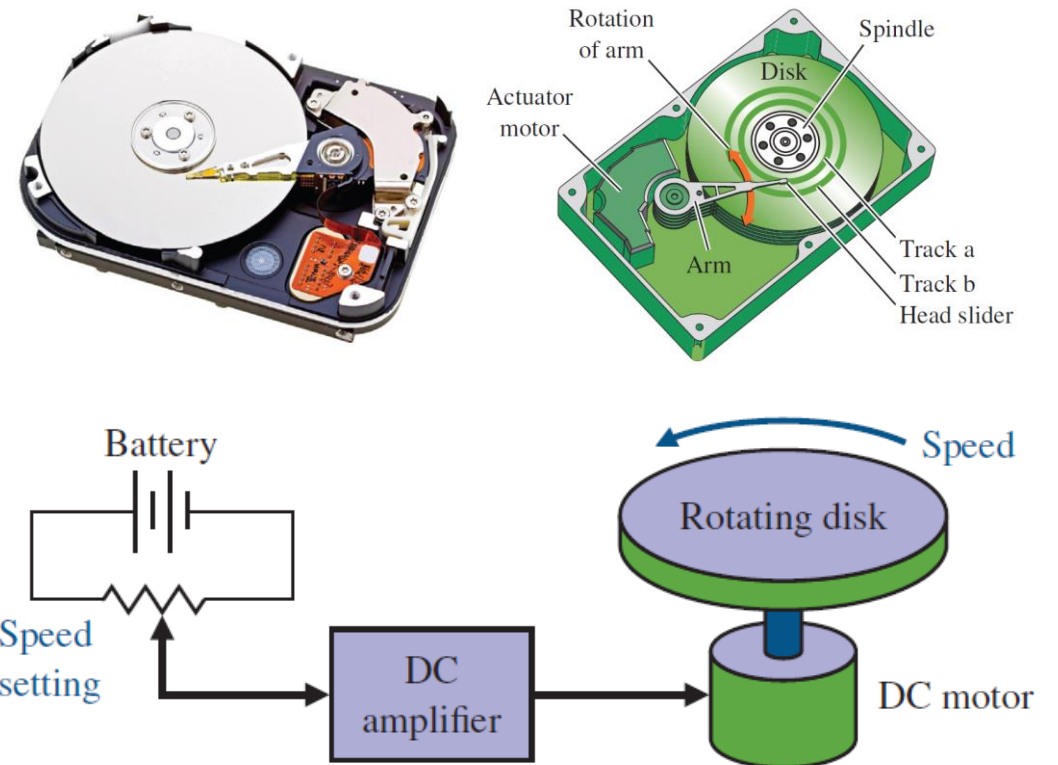 Rotation
of arm
Spindle
Disk
Actuator
motor
Arm
Track a
Track b
Head slider
Battery
Speed
Rotating disk
Speed
setting
DC
amplifier
DC motor